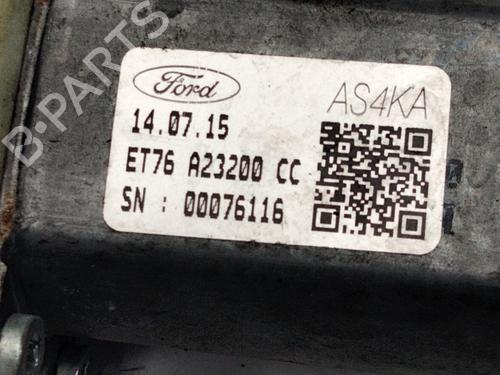 Ford
AS4KA
14.07.15
ET76 A23200 CC
SN : 00076116
B-PARTS